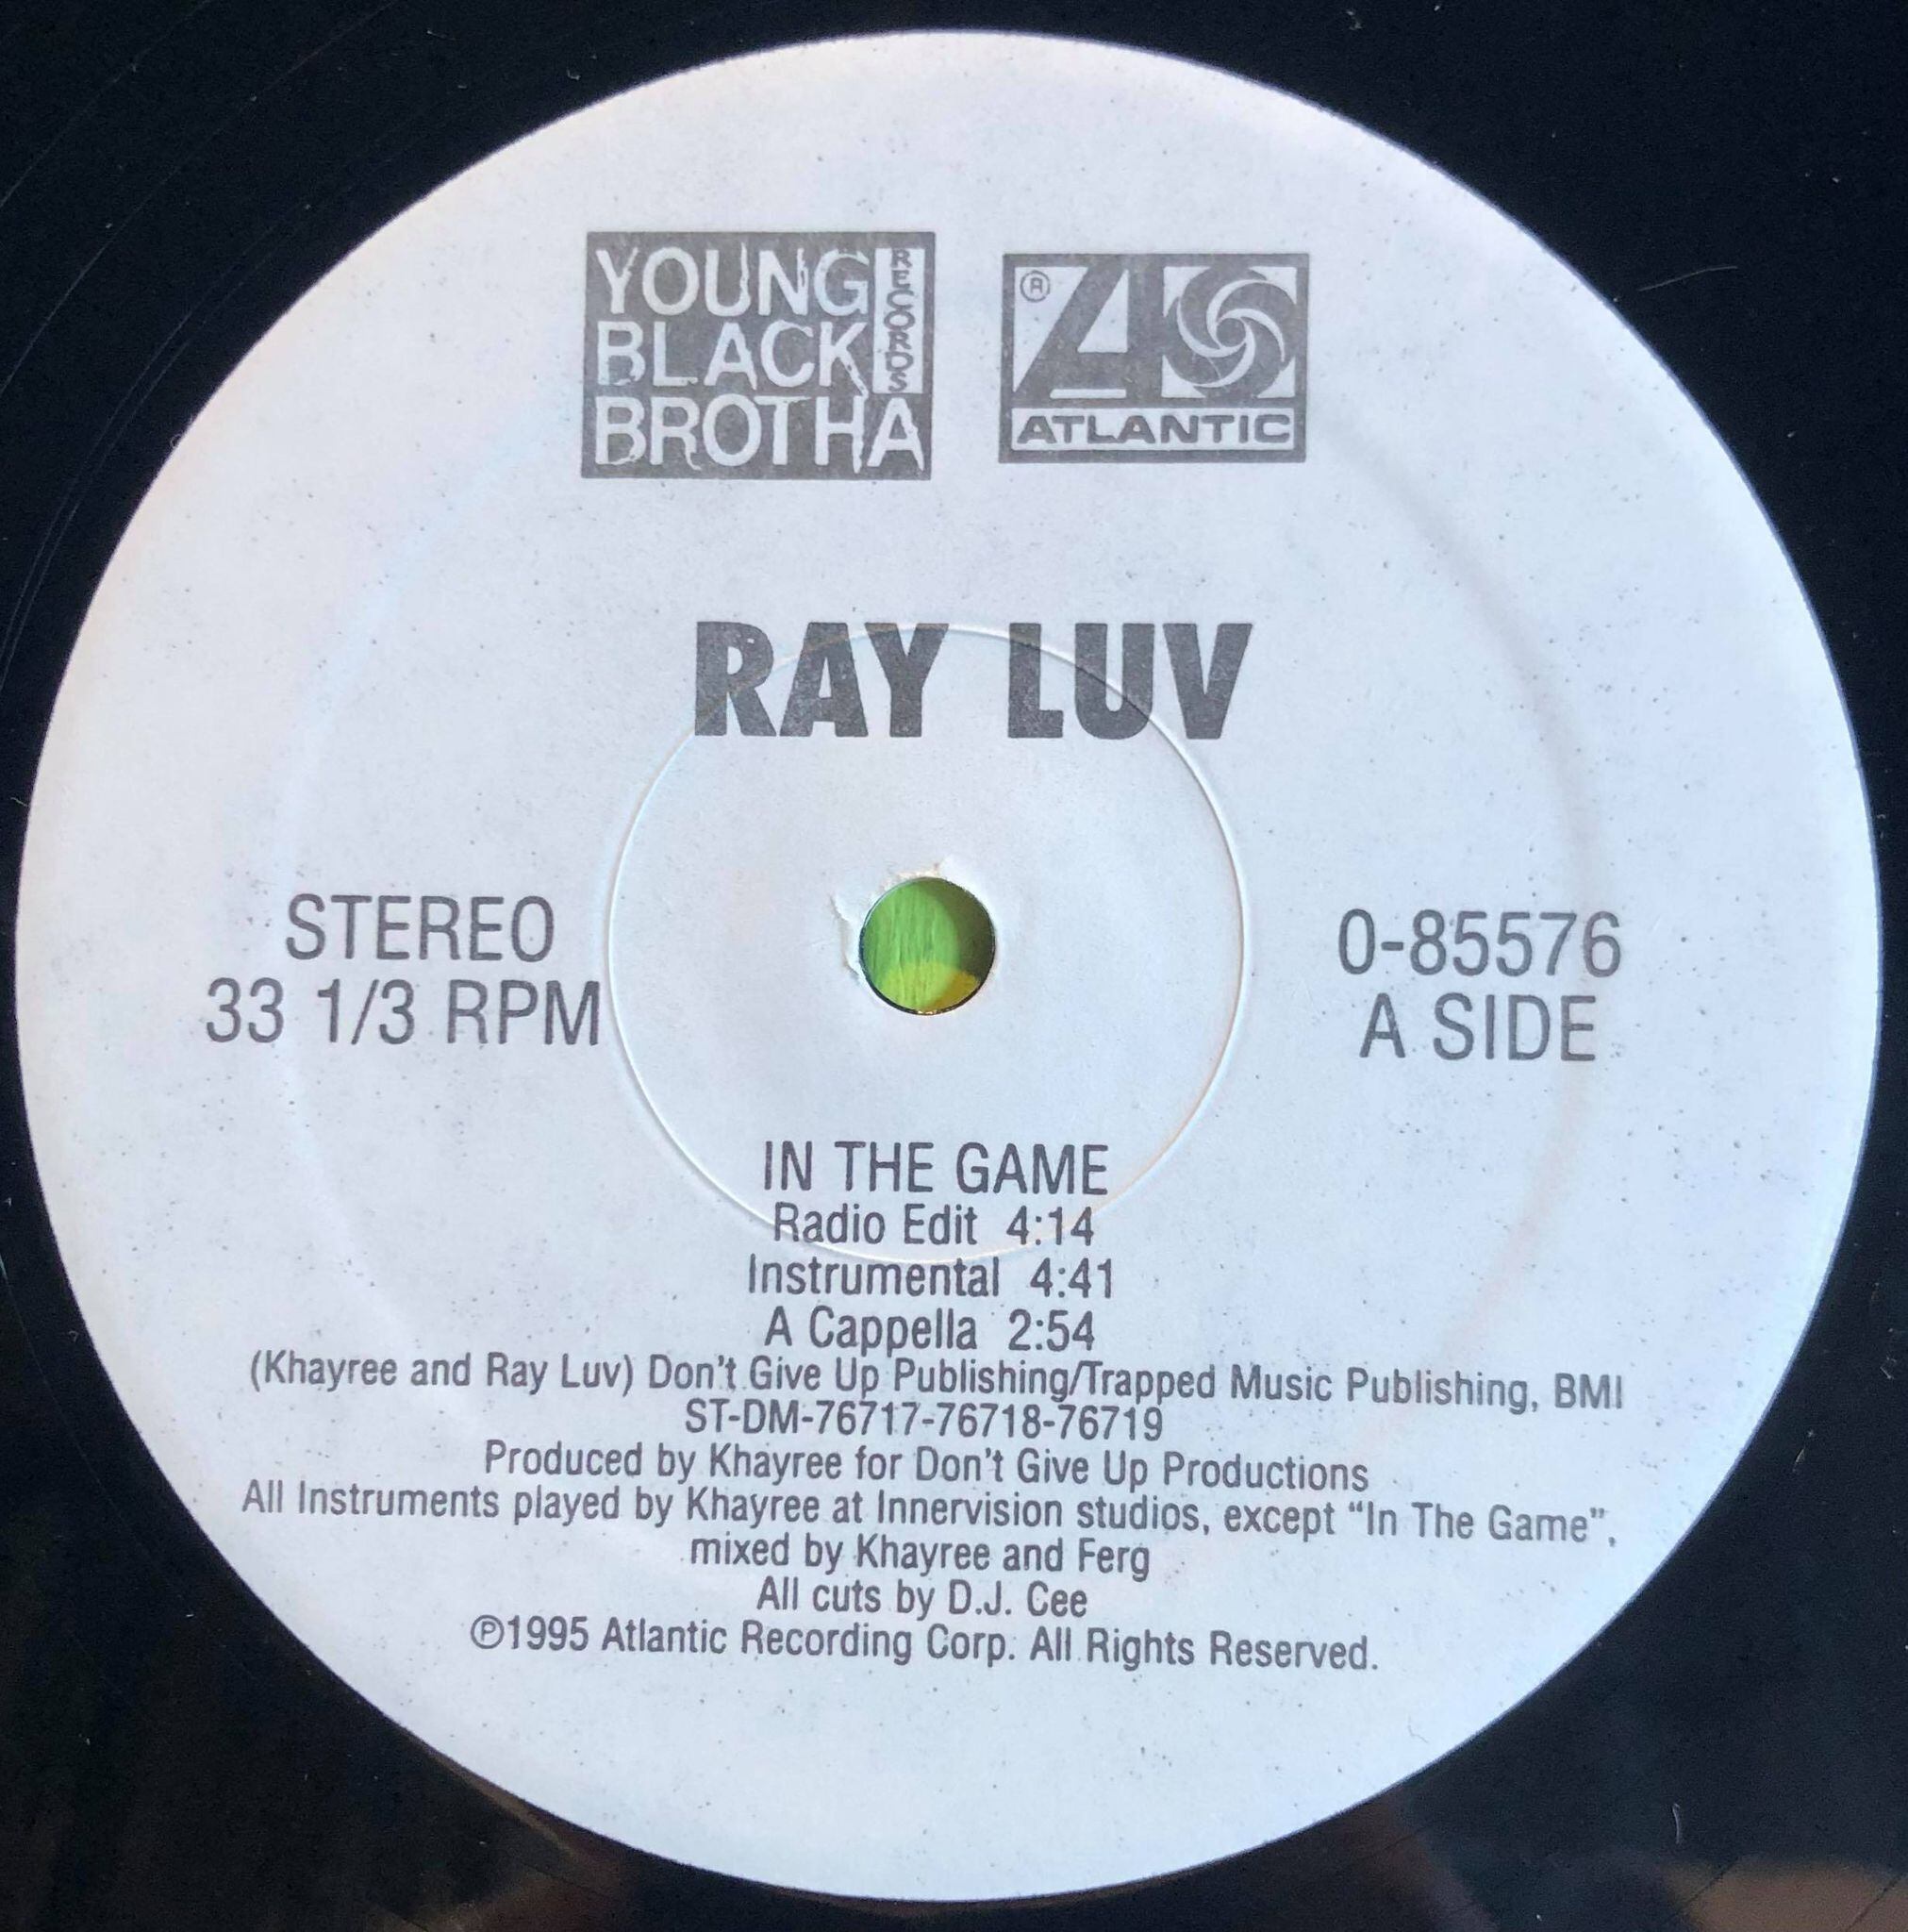 YOUNG
BLACK
BROTHA
RECORDS
®
ATLANTIC
RAY LUV
STEREO
33 1/3 RPM
0-85576
A SIDE
IN THE GAME
Radio Edit 4:14
Instrumental 4:41
A Cappella 2:54
(Khayree and Ray Luv) Don't Give Up Publishing/Trapped Music Publishing, BMI
ST-DM-76717-76718-76719
Produced by Khayree for Don't Give Up Productions
All Instruments played by Khayree at Innervision studios, except “In The Game”,
mixed by Khayree and Ferg
All cuts by D.J. Cee
℗1995 Atlantic Recording Corp. All Rights Reserved.